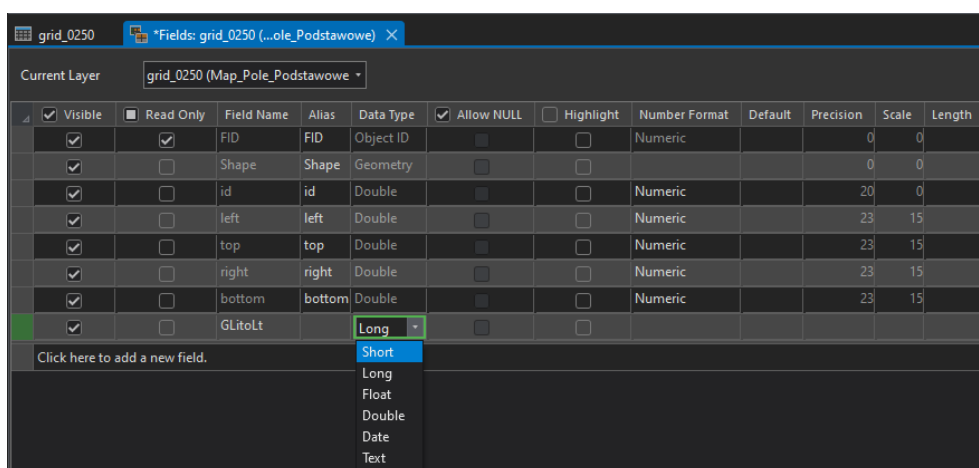 grid_0250 *Fields: grid_0250 (...ole_Podstawowe)
Current Layer grid_0250 (Map_Pole_Podstawowe
Visible Read Only Field Name Alias Data Type Allow NULL Highlight Number Format Default Precision Scale Length
FID FID Object ID Numeric 0 0
Shape Shape Geometry 0 0
id id Double Numeric 20 0
left left Double Numeric 23 15
top top Double Numeric 23 15
right right Double Numeric 23 15
bottom bottom Double Numeric 23 15
GLitoLt Long
Click here to add a new field.
Short
Long
Float
Double
Date
Text